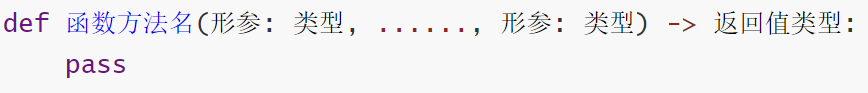 def 函数方法名(形参: 类型, ......, 形参: 类型) -> 返回值类型:
    pass